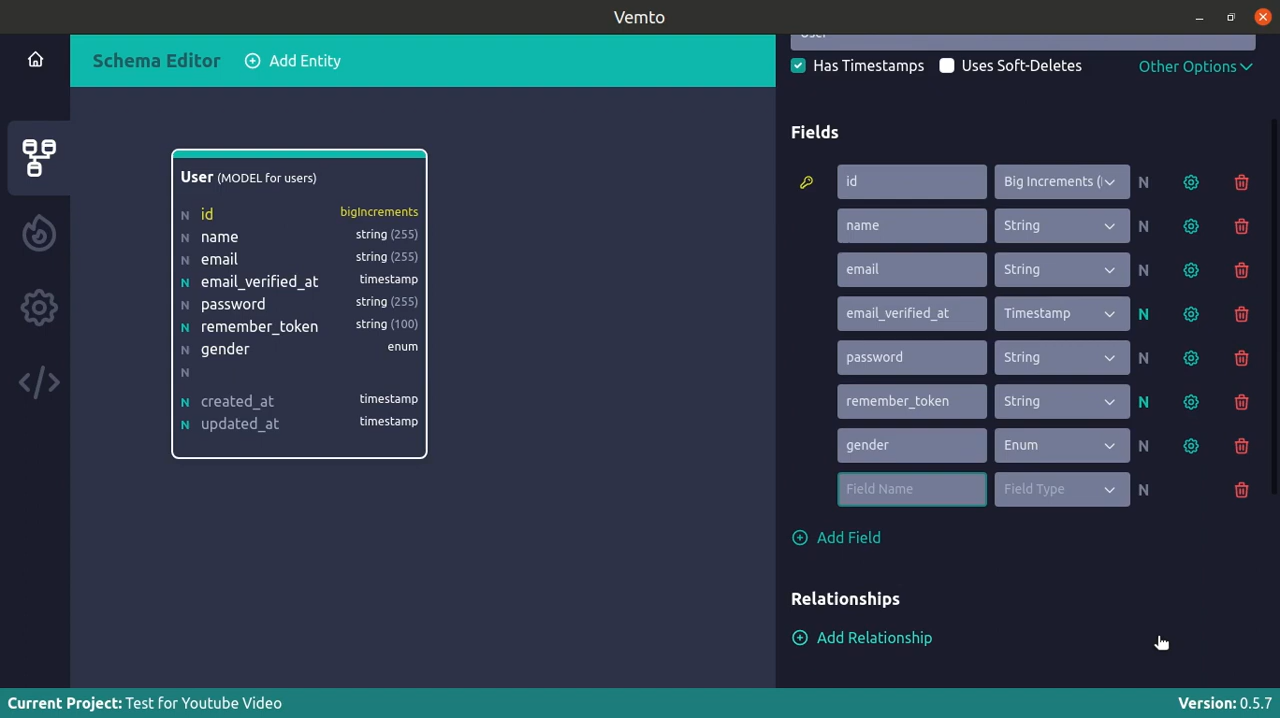 Vemto
Schema Editor
Add Entity
User (MODEL for users)
N id bigIncrements
N name string (255)
N email string (255)
N email_verified_at timestamp
N password string (255)
N remember_token string (100)
N gender enum
N
N created_at timestamp
N updated_at timestamp
User
Has Timestamps Uses Soft-Deletes Other Options
Fields
id Big Increments ( N
name String N
email String N
email_verified_at Timestamp N
password String N
remember_token String N
gender Enum N
Field Name Field Type N
Add Field
Relationships
Add Relationship
Current Project: Test for Youtube Video
Version: 0.5.7